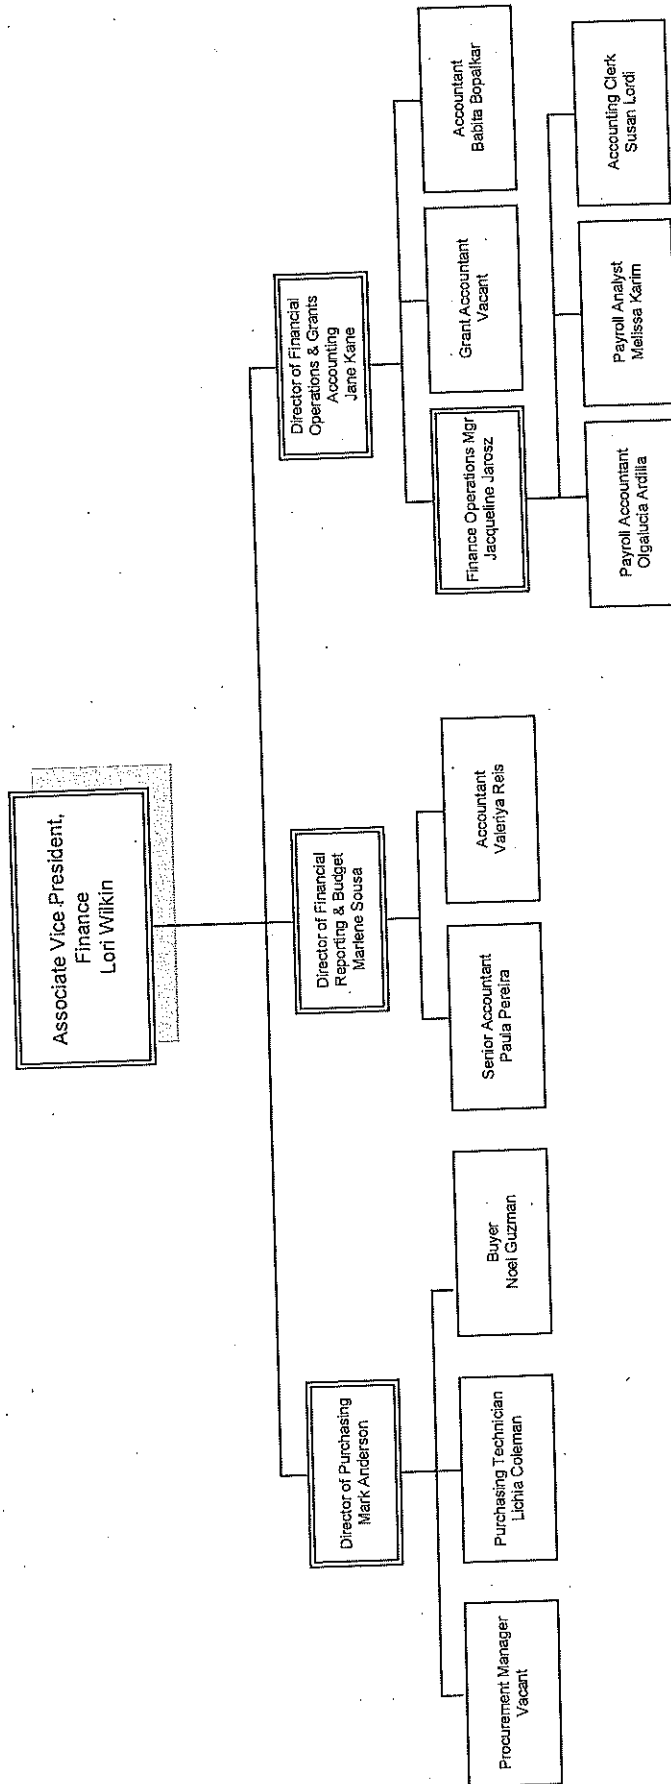 Associate Vice President,
Finance
Lori Wilkin
Director of Purchasing
Mark Anderson
Director of Financial
Reporting & Budget
Marlene Sousa
Director of Financial
Operations & Grants
Accounting
Jane Kane
Procurement Manager
Vacant
Purchasing Technician
Lichia Coleman
Buyer
Noel Guzman
Senior Accountant
Paula Pereira
Accountant
Valeriya Reis
Finance Operations Mgr
Jacqueline Jarosz
Grant Accountant
Vacant
Accountant
Babita Bopalkar
Payroll Accountant
Olgalucia Ardilla
Payroll Analyst
Melissa Karim
Accounting Clerk
Susan Lordi